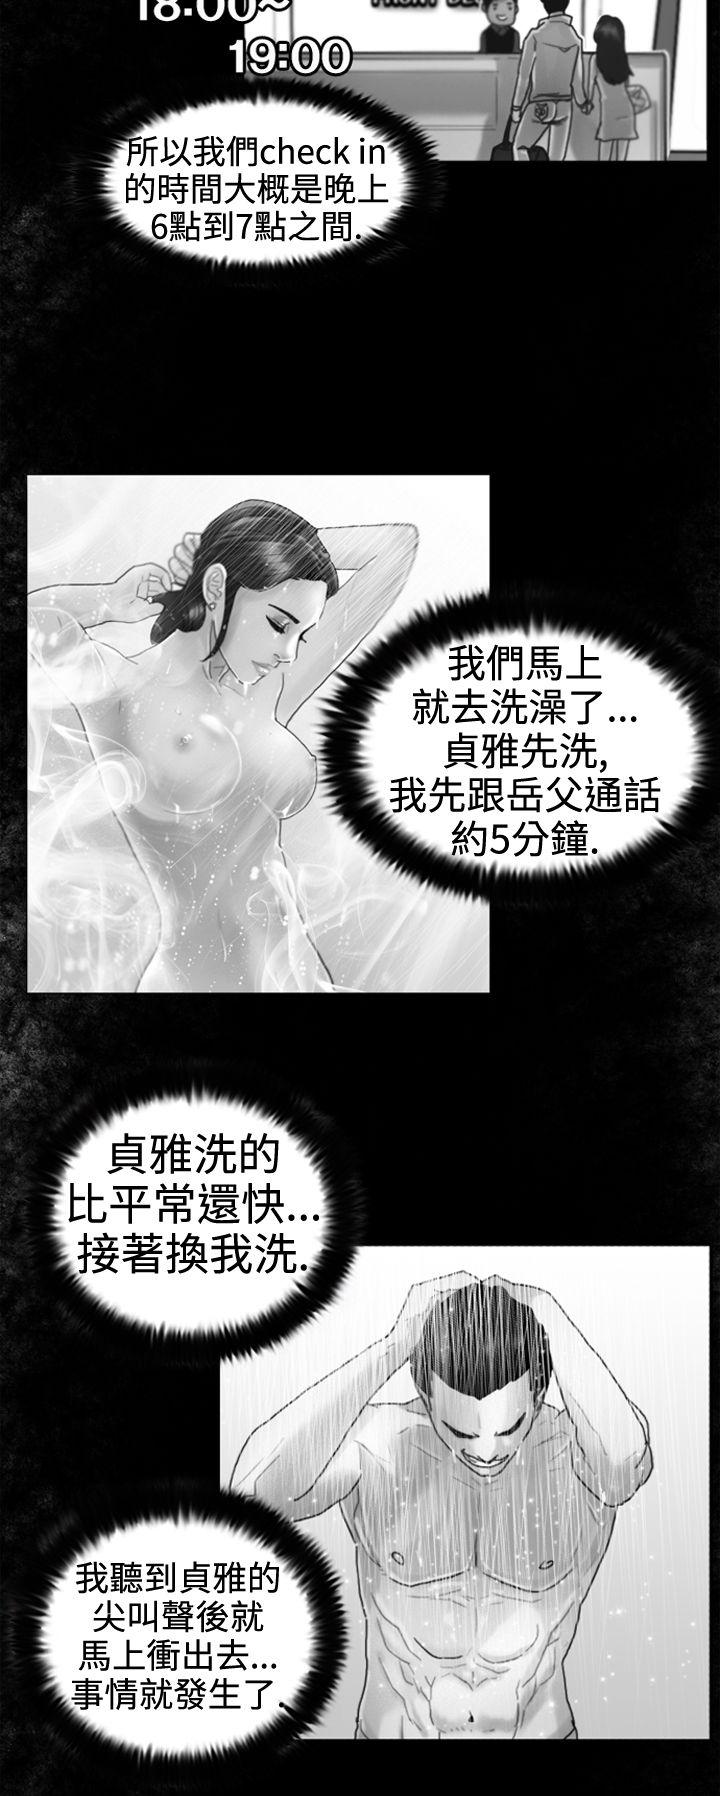 18:00~
19:00
FRONT DE
所以我們check in
的時間大概是晚上
6點到7點之間.
我們馬上
就去洗澡了...
貞雅先洗,
我先跟岳父通話
約5分鐘.
貞雅洗的
比平常還快...
接著換我洗.
我聽到貞雅的
尖叫聲後就
馬上衝出去...
事情就發生了.